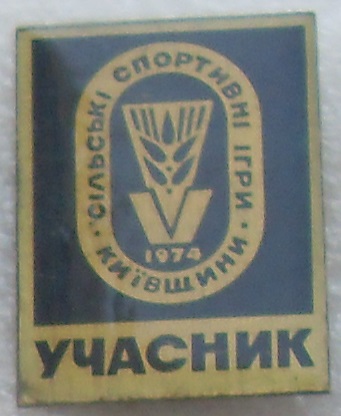 СІЛЬСЬКІ СПОРТИВНІ ІГРИ
V
1974
КИЇВЩИНИ
УЧАСНИК